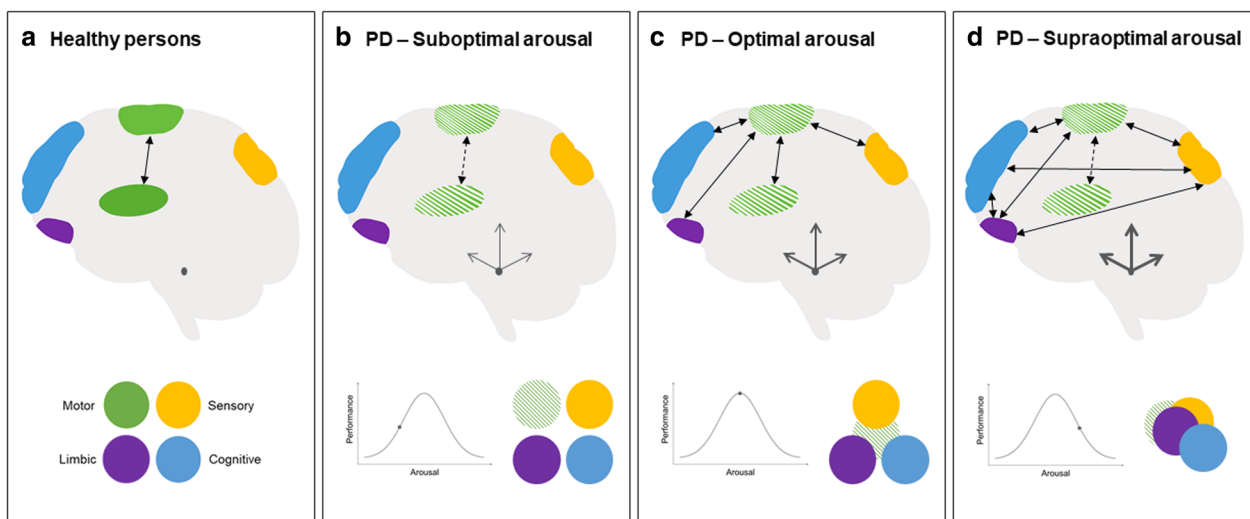 a Healthy persons
Motor
Sensory
Limbic
Cognitive
b PD – Suboptimal arousal
Performance
Arousal
c PD – Optimal arousal
Performance
Arousal
d PD – Supraoptimal arousal
Performance
Arousal